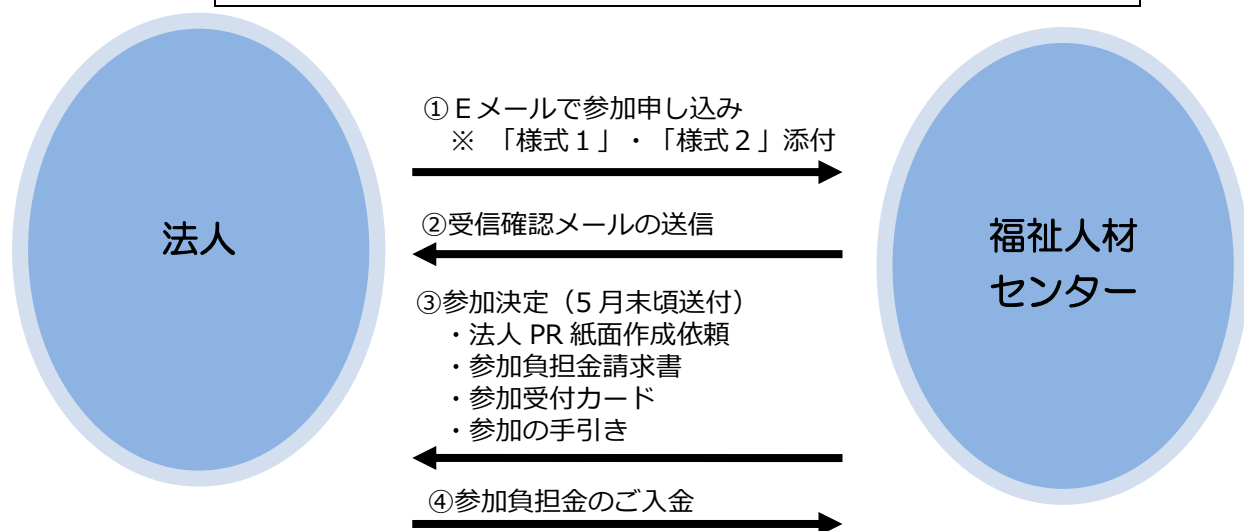 ①Ｅメールで参加申し込み
※ 「様式１」・「様式２」添付
②受信確認メールの送信
法人
福祉人材
センター
③参加決定（5 月末頃送付）
・法人 PR 紙面作成依頼
・参加負担金請求書
・参加受付カード
・参加の手引き
④参加負担金のご入金